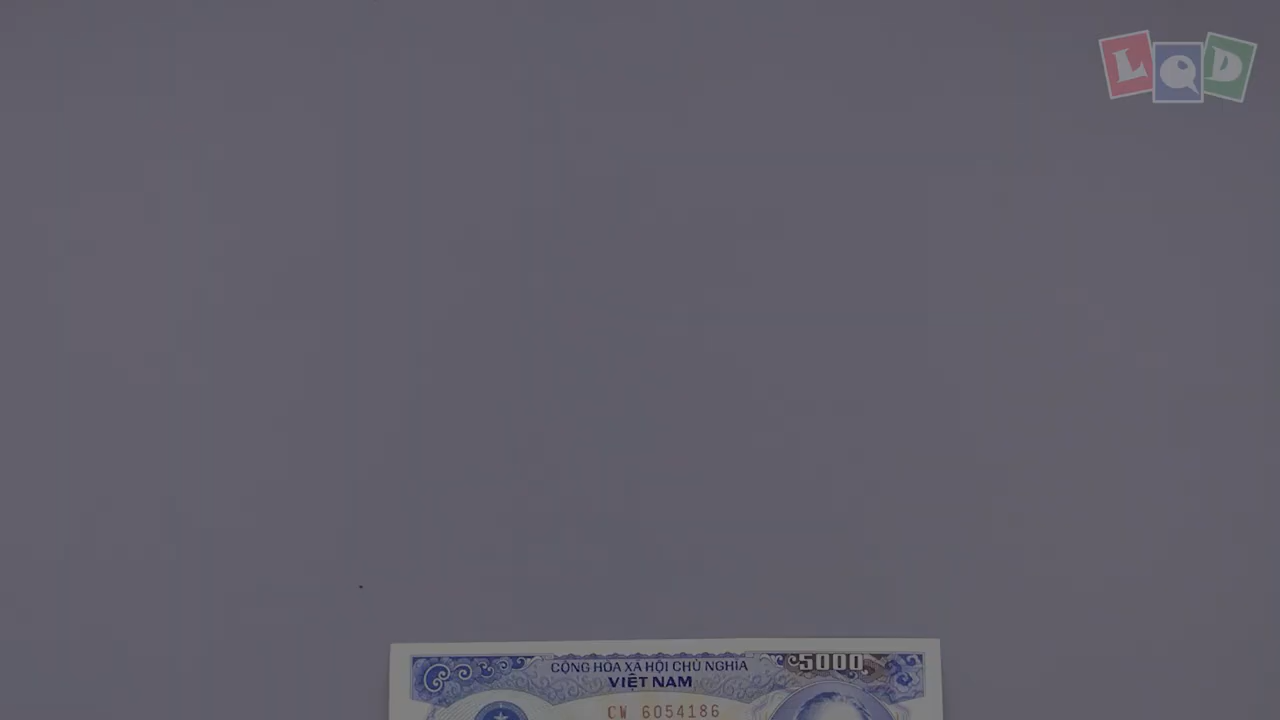 LQD
CỘNG HÒA XÃ HỘI CHỦ NGHĨA
5000
VIỆT NAM
CW 6054186